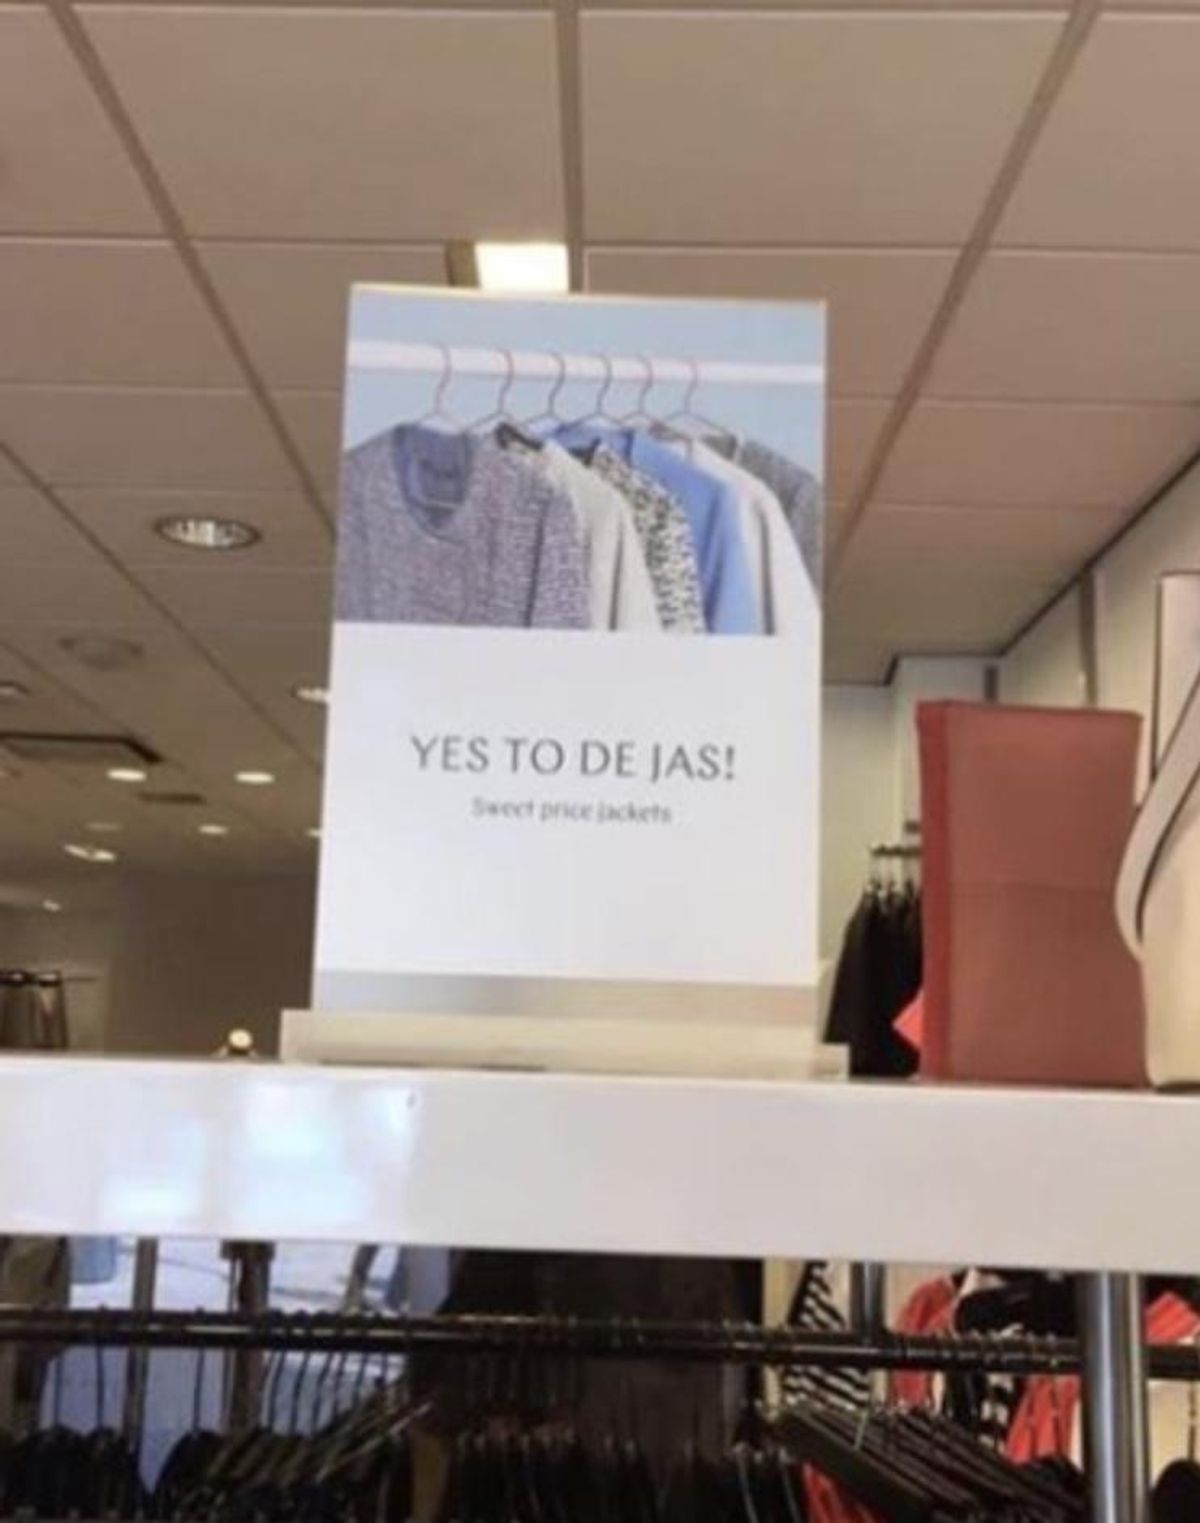 YES TO DE JAS!
Sweet price jackets